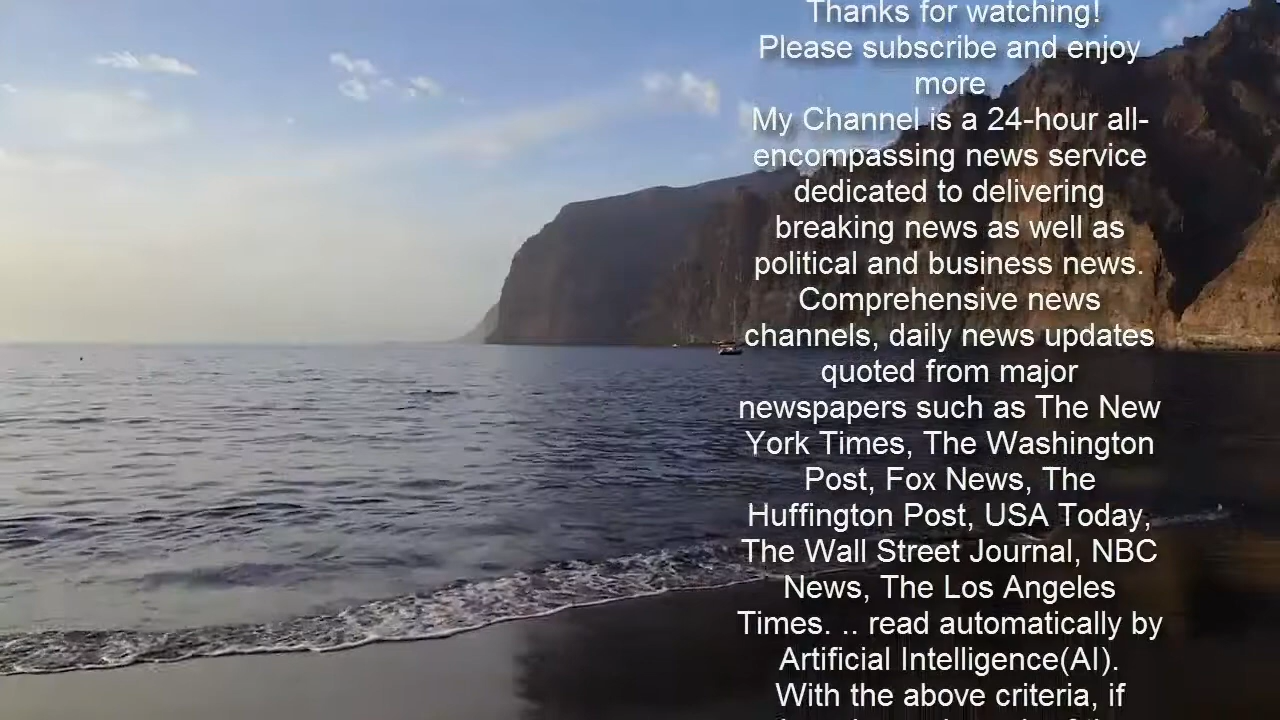 Thanks for watching!
Please subscribe and enjoy
more
My Channel is a 24-hour all-
encompassing news service
dedicated to delivering
breaking news as well as
political and business news.
Comprehensive news
channels, daily news updates
quoted from major
newspapers such as The New
York Times, The Washington
Post, Fox News, The
Huffington Post, USA Today,
The Wall Street Journal, NBC
News, The Los Angeles
Times. .. read automatically by
Artificial Intelligence(AI).
With the above criteria, if